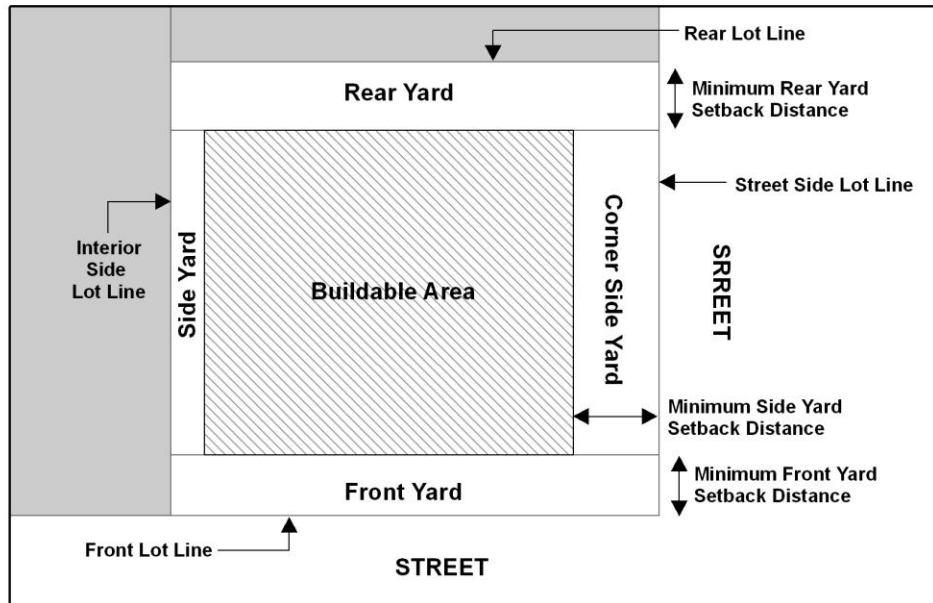 Rear Lot Line
Rear Yard
Minimum Rear Yard
Setback Distance
Street Side Lot Line
Interior
Side
Lot Line
Side Yard
Buildable Area
Corner Side Yard
SRREET
Minimum Side Yard
Setback Distance
Minimum Front Yard
Setback Distance
Front Yard
Front Lot Line
STREET